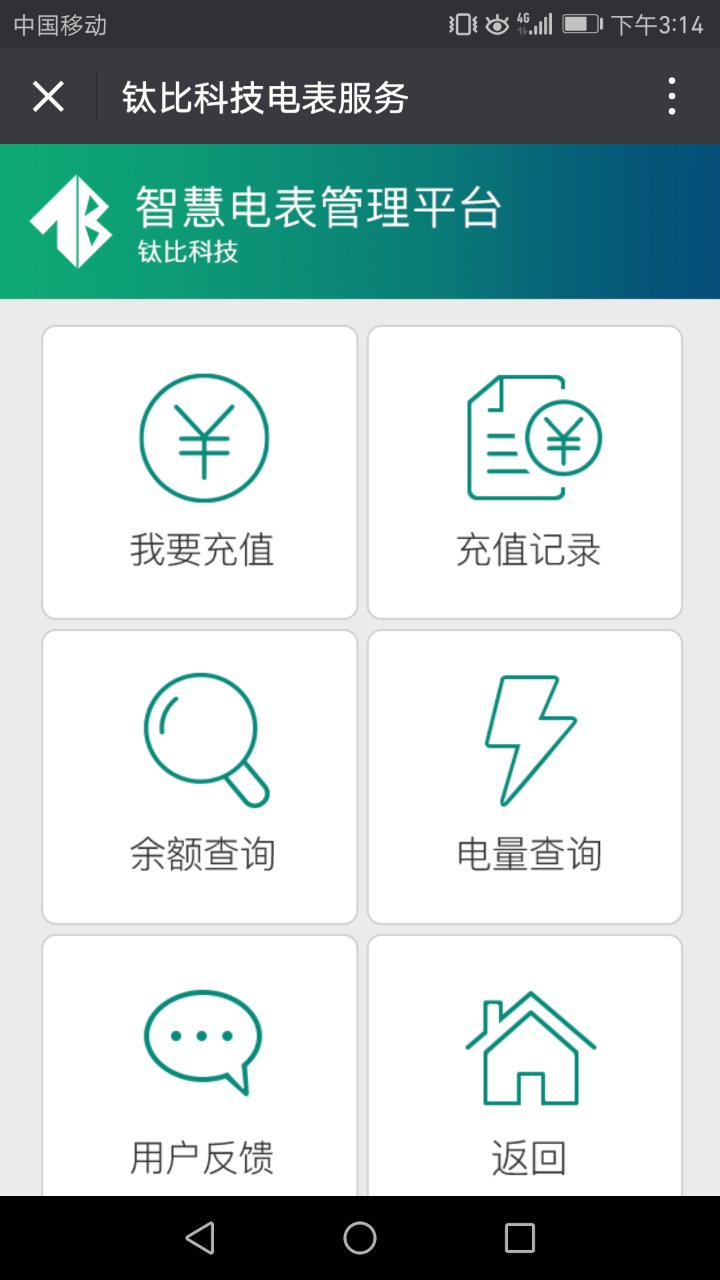 中国移动 4G 下午3:14
钛比科技电表服务
智慧电表管理平台
钛比科技
¥ ¥
我要充值 充值记录
余额查询 电量查询
用户反馈 返回